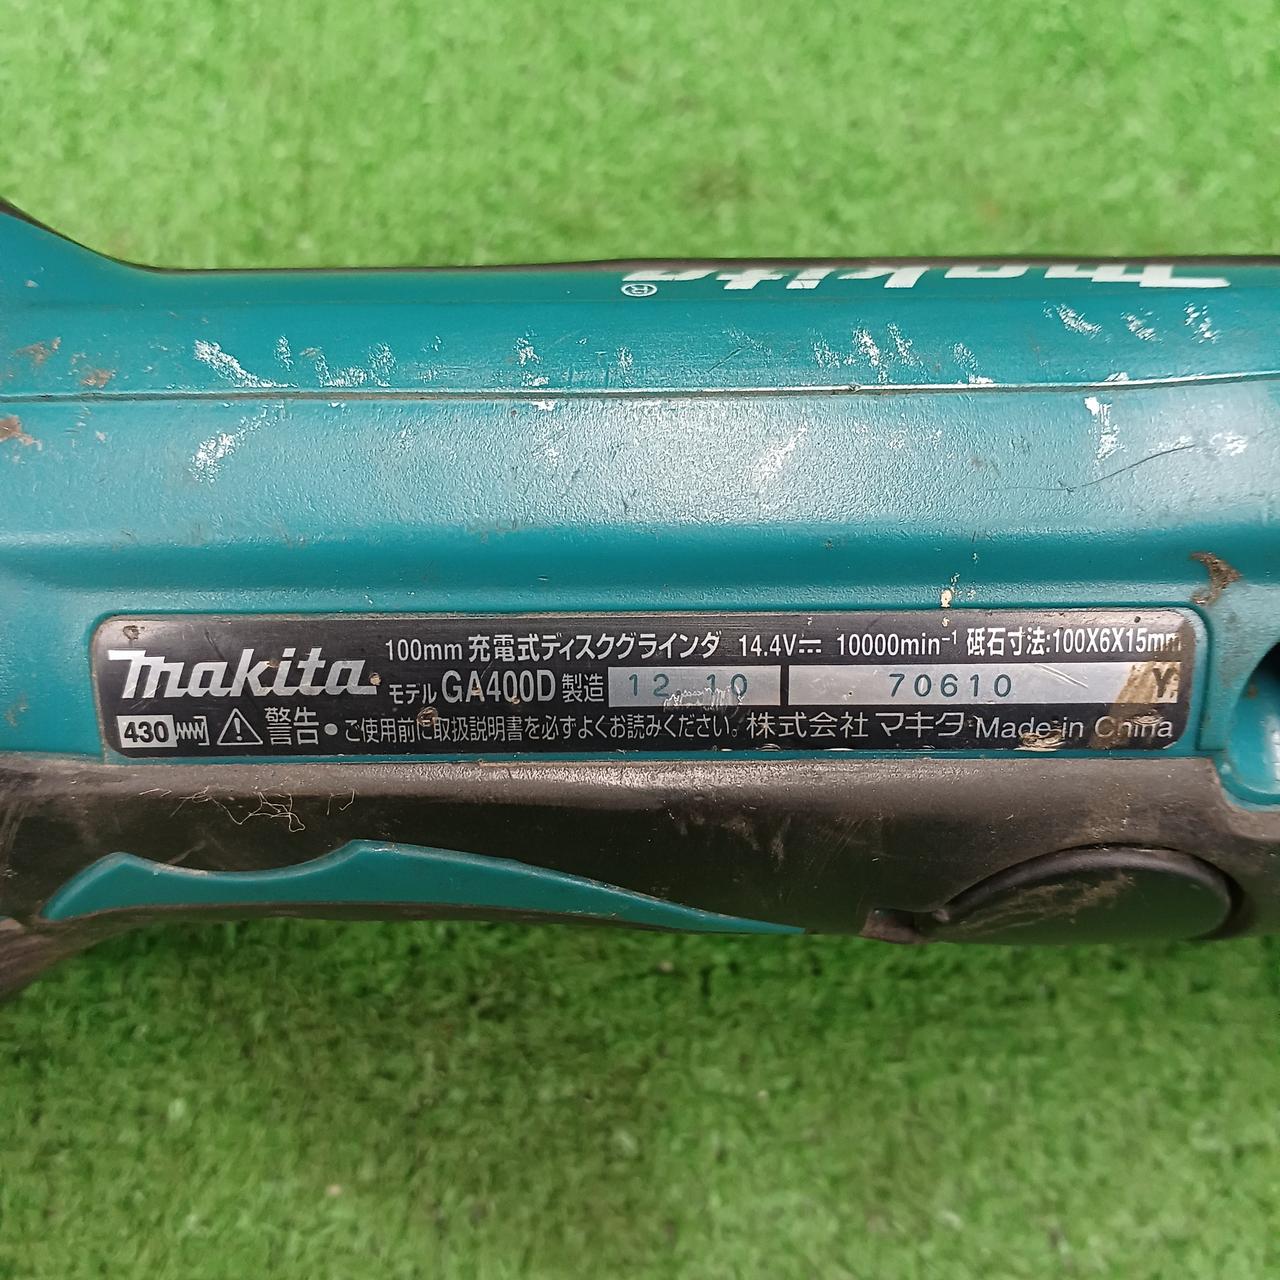 makita®
100mm 充電式ディスクグラインダ 14.4V⎓ 10000min⁻¹ 砥石寸法:100X6X15mm
makita モデル GA400D 製造 12 10 70610 Y
430 警告・ご使用前に取扱説明書を必ずよくお読みください。株式会社 マキタ Made in China